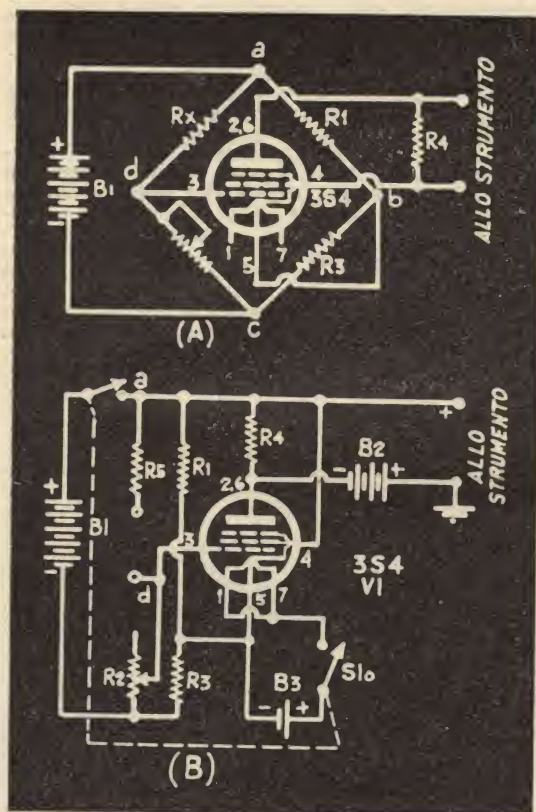 a
Rx
R1
2,6
R4
+
B1
-
d
3
4
3S4
b
1
5
7
R3
c
(A)
ALLO STRUMENTO
a
+
R5
R1
R4
+
B2
- +
2,6
ALLO
STRUMENTO
+
B1
-
3
4
3S4
V1
d
1
5
7
R2
R3
B3
- +
S1a
(B)